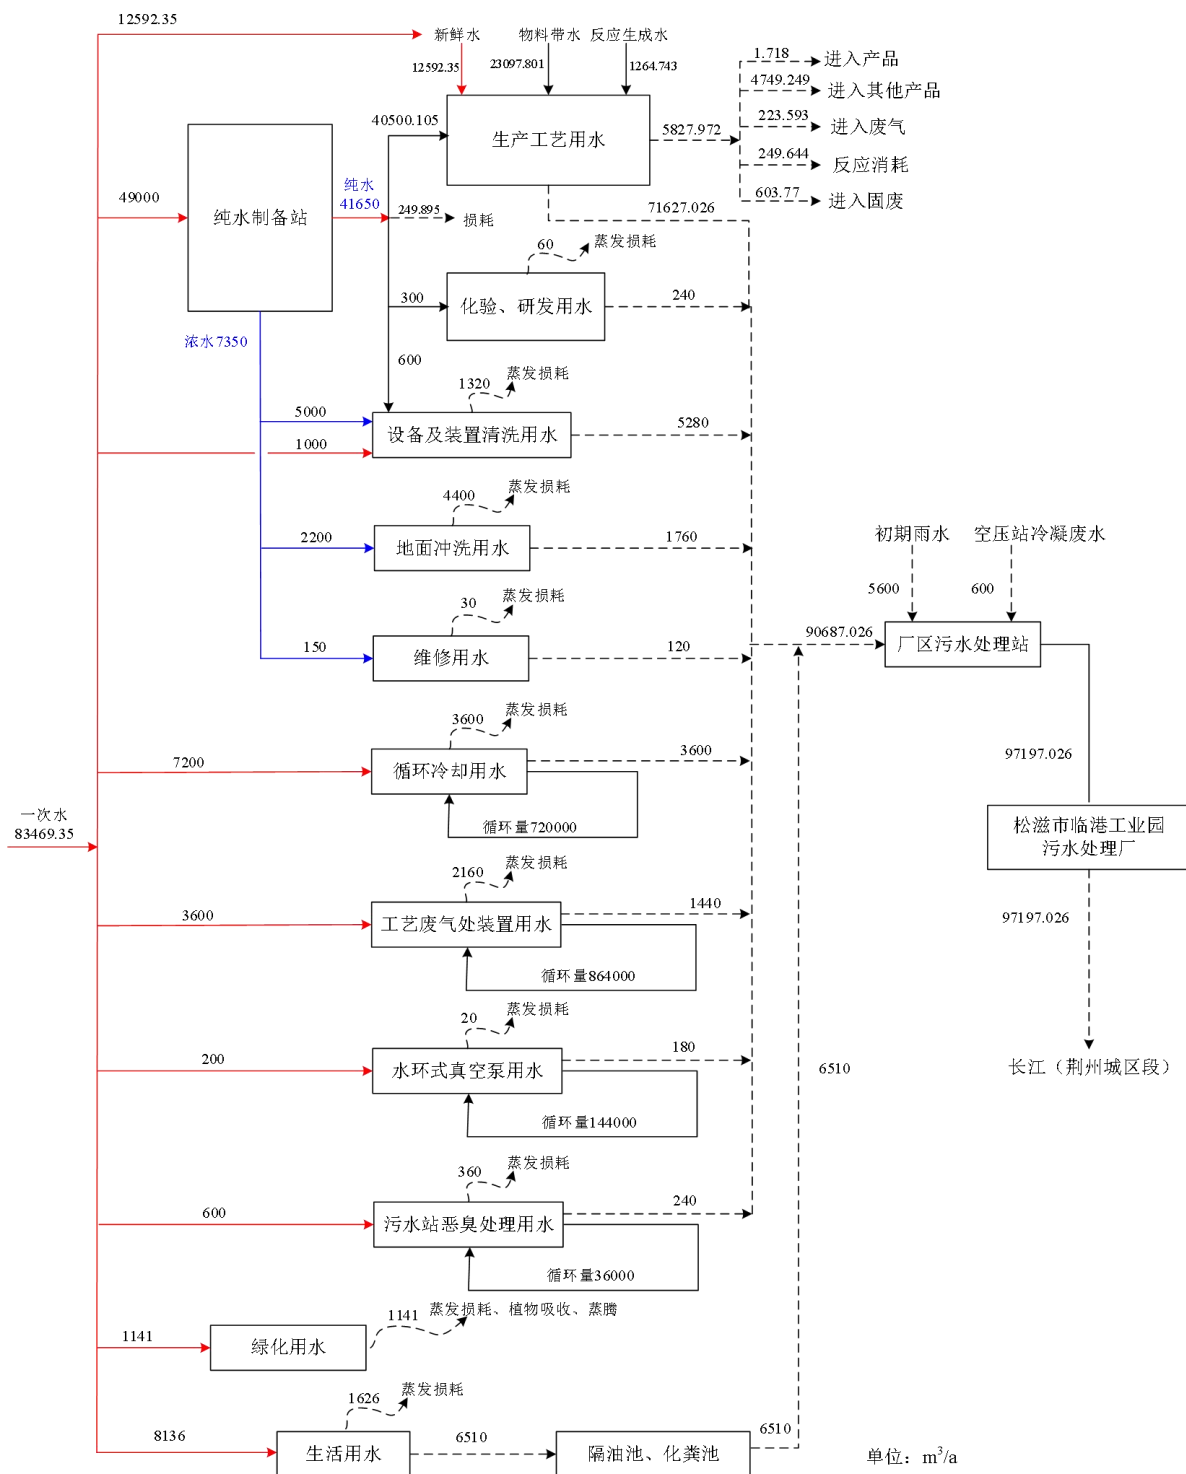 12592.35
新鲜水
物料带水
反应生成水
12592.35
23097.801
1264.743
1.718
进入产品
4749.249
进入其他产品
40500.105
生产工艺用水
5827.972
223.593
进入废气
249.644
反应消耗
603.77
进入固废
49000
纯水制备站
纯水
41650
249.895
损耗
71627.026
60
蒸发损耗
300
化验、研发用水
240
浓水7350
600
1320
蒸发损耗
5000
设备及装置清洗用水
5280
1000
4400
蒸发损耗
2200
地面冲洗用水
1760
初期雨水
空压站冷凝废水
5600
600
30
蒸发损耗
150
维修用水
120
90687.026
厂区污水处理站
3600
蒸发损耗
7200
循环冷却用水
3600
循环量720000
97197.026
一次水
83469.35
松滋市临港工业园
污水处理厂
2160
蒸发损耗
3600
工艺废气处装置用水
1440
97197.026
循环量864000
20
蒸发损耗
200
水环式真空泵用水
180
6510
长江（荆州城区段）
循环量144000
360
蒸发损耗
600
污水站恶臭处理用水
240
循环量36000
1141
绿化用水
1141
蒸发损耗、植物吸收、蒸腾
1626
蒸发损耗
8136
生活用水
6510
隔油池、化粪池
6510
单位：m³/a